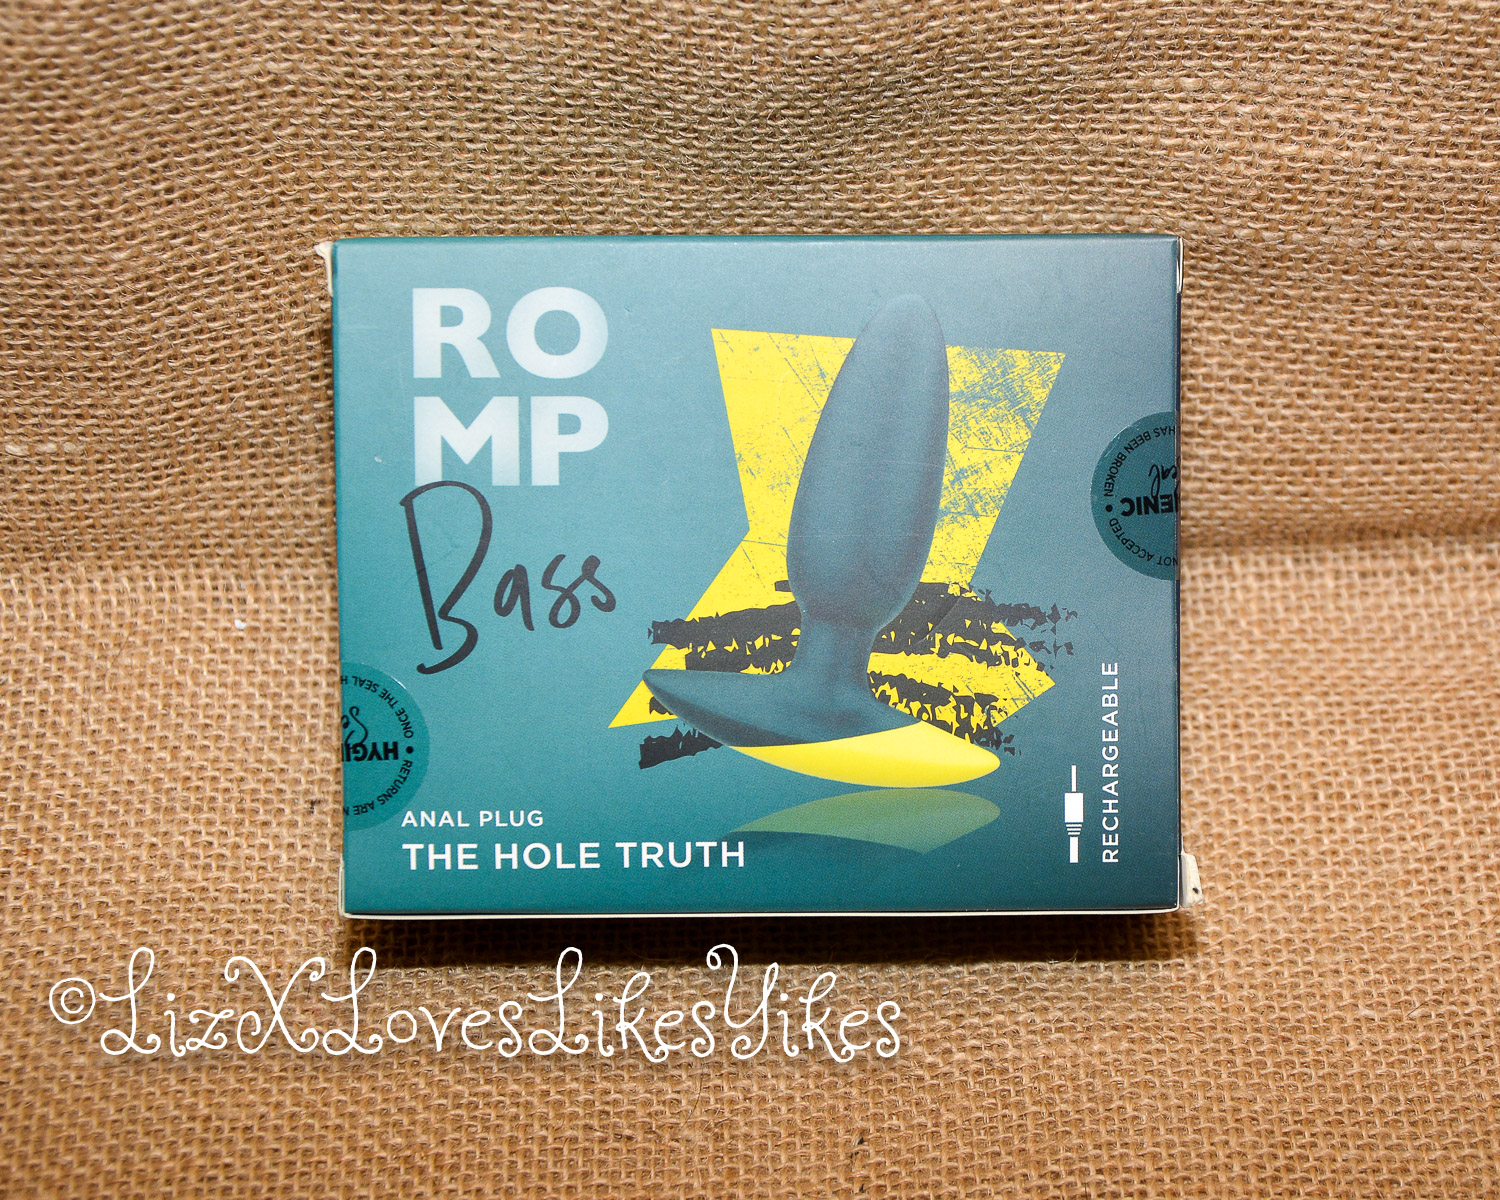 RO
MP
Bass
HAS BEEN BROKEN
NOT ACCEPTED
RECHARGEABLE
ONCE THE SEAL H
RETURNS ARE N
ANAL PLUG
THE HOLE TRUTH
©LizXLovesLikesYikes